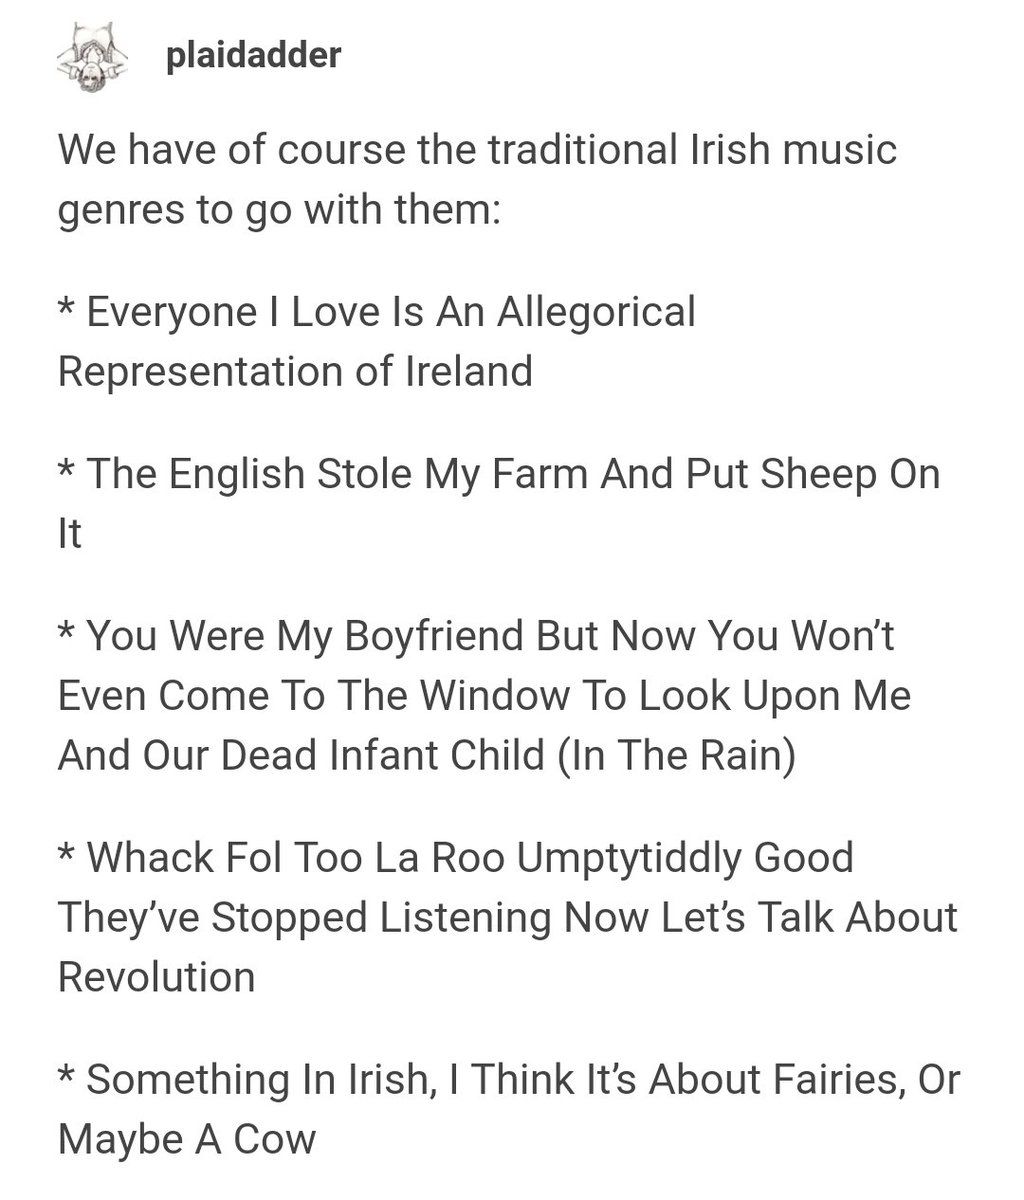 plaidadder
We have of course the traditional Irish music
genres to go with them:
* Everyone I Love Is An Allegorical
Representation of Ireland
* The English Stole My Farm And Put Sheep On
It
* You Were My Boyfriend But Now You Won’t
Even Come To The Window To Look Upon Me
And Our Dead Infant Child (In The Rain)
* Whack Fol Too La Roo Umptytiddly Good
They’ve Stopped Listening Now Let’s Talk About
Revolution
* Something In Irish, I Think It’s About Fairies, Or
Maybe A Cow